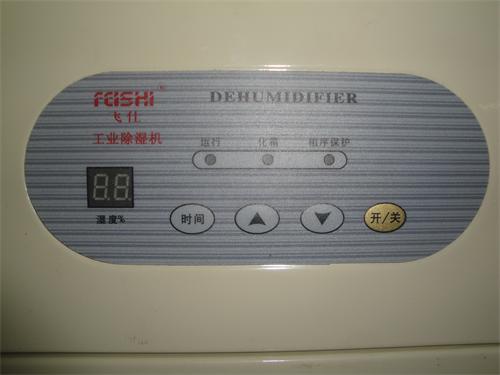 FEISHI®
飞仕
工业除湿机
DEHUMIDIFIER
运行 化霜 相序保护
湿度%
时间
开/关